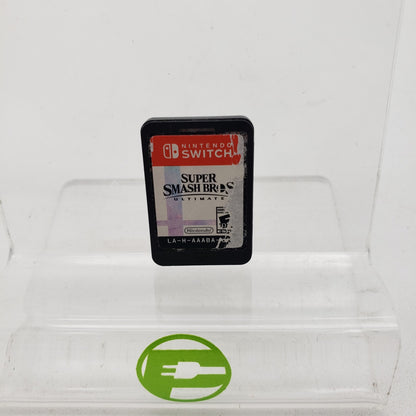 NINTENDO
SWITCH
SUPER
SMASH BROS
ULTIMATE
E
Nintendo
LA-H-AAABA